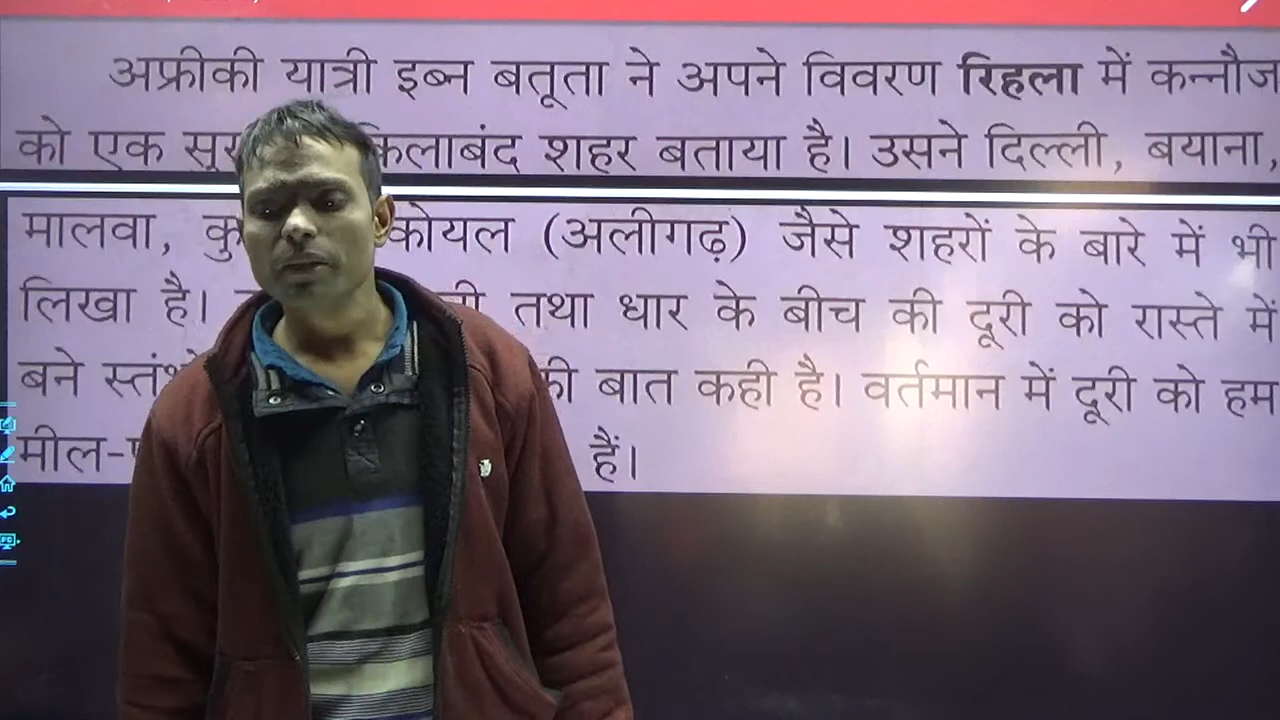 अफ्रीकी यात्री इब्न बतूता ने अपने विवरण रिहला में कन्नौज
को एक किलाबंद शहर बताया है। उसने दिल्ली, बयाना,
मालवा, कोयल (अलीगढ़) जैसे शहरों के बारे में भी
लिखा है। तथा धार के बीच की दूरी को रास्ते में
बने की बात कही है। वर्तमान में दूरी को हम
मील- हैं।